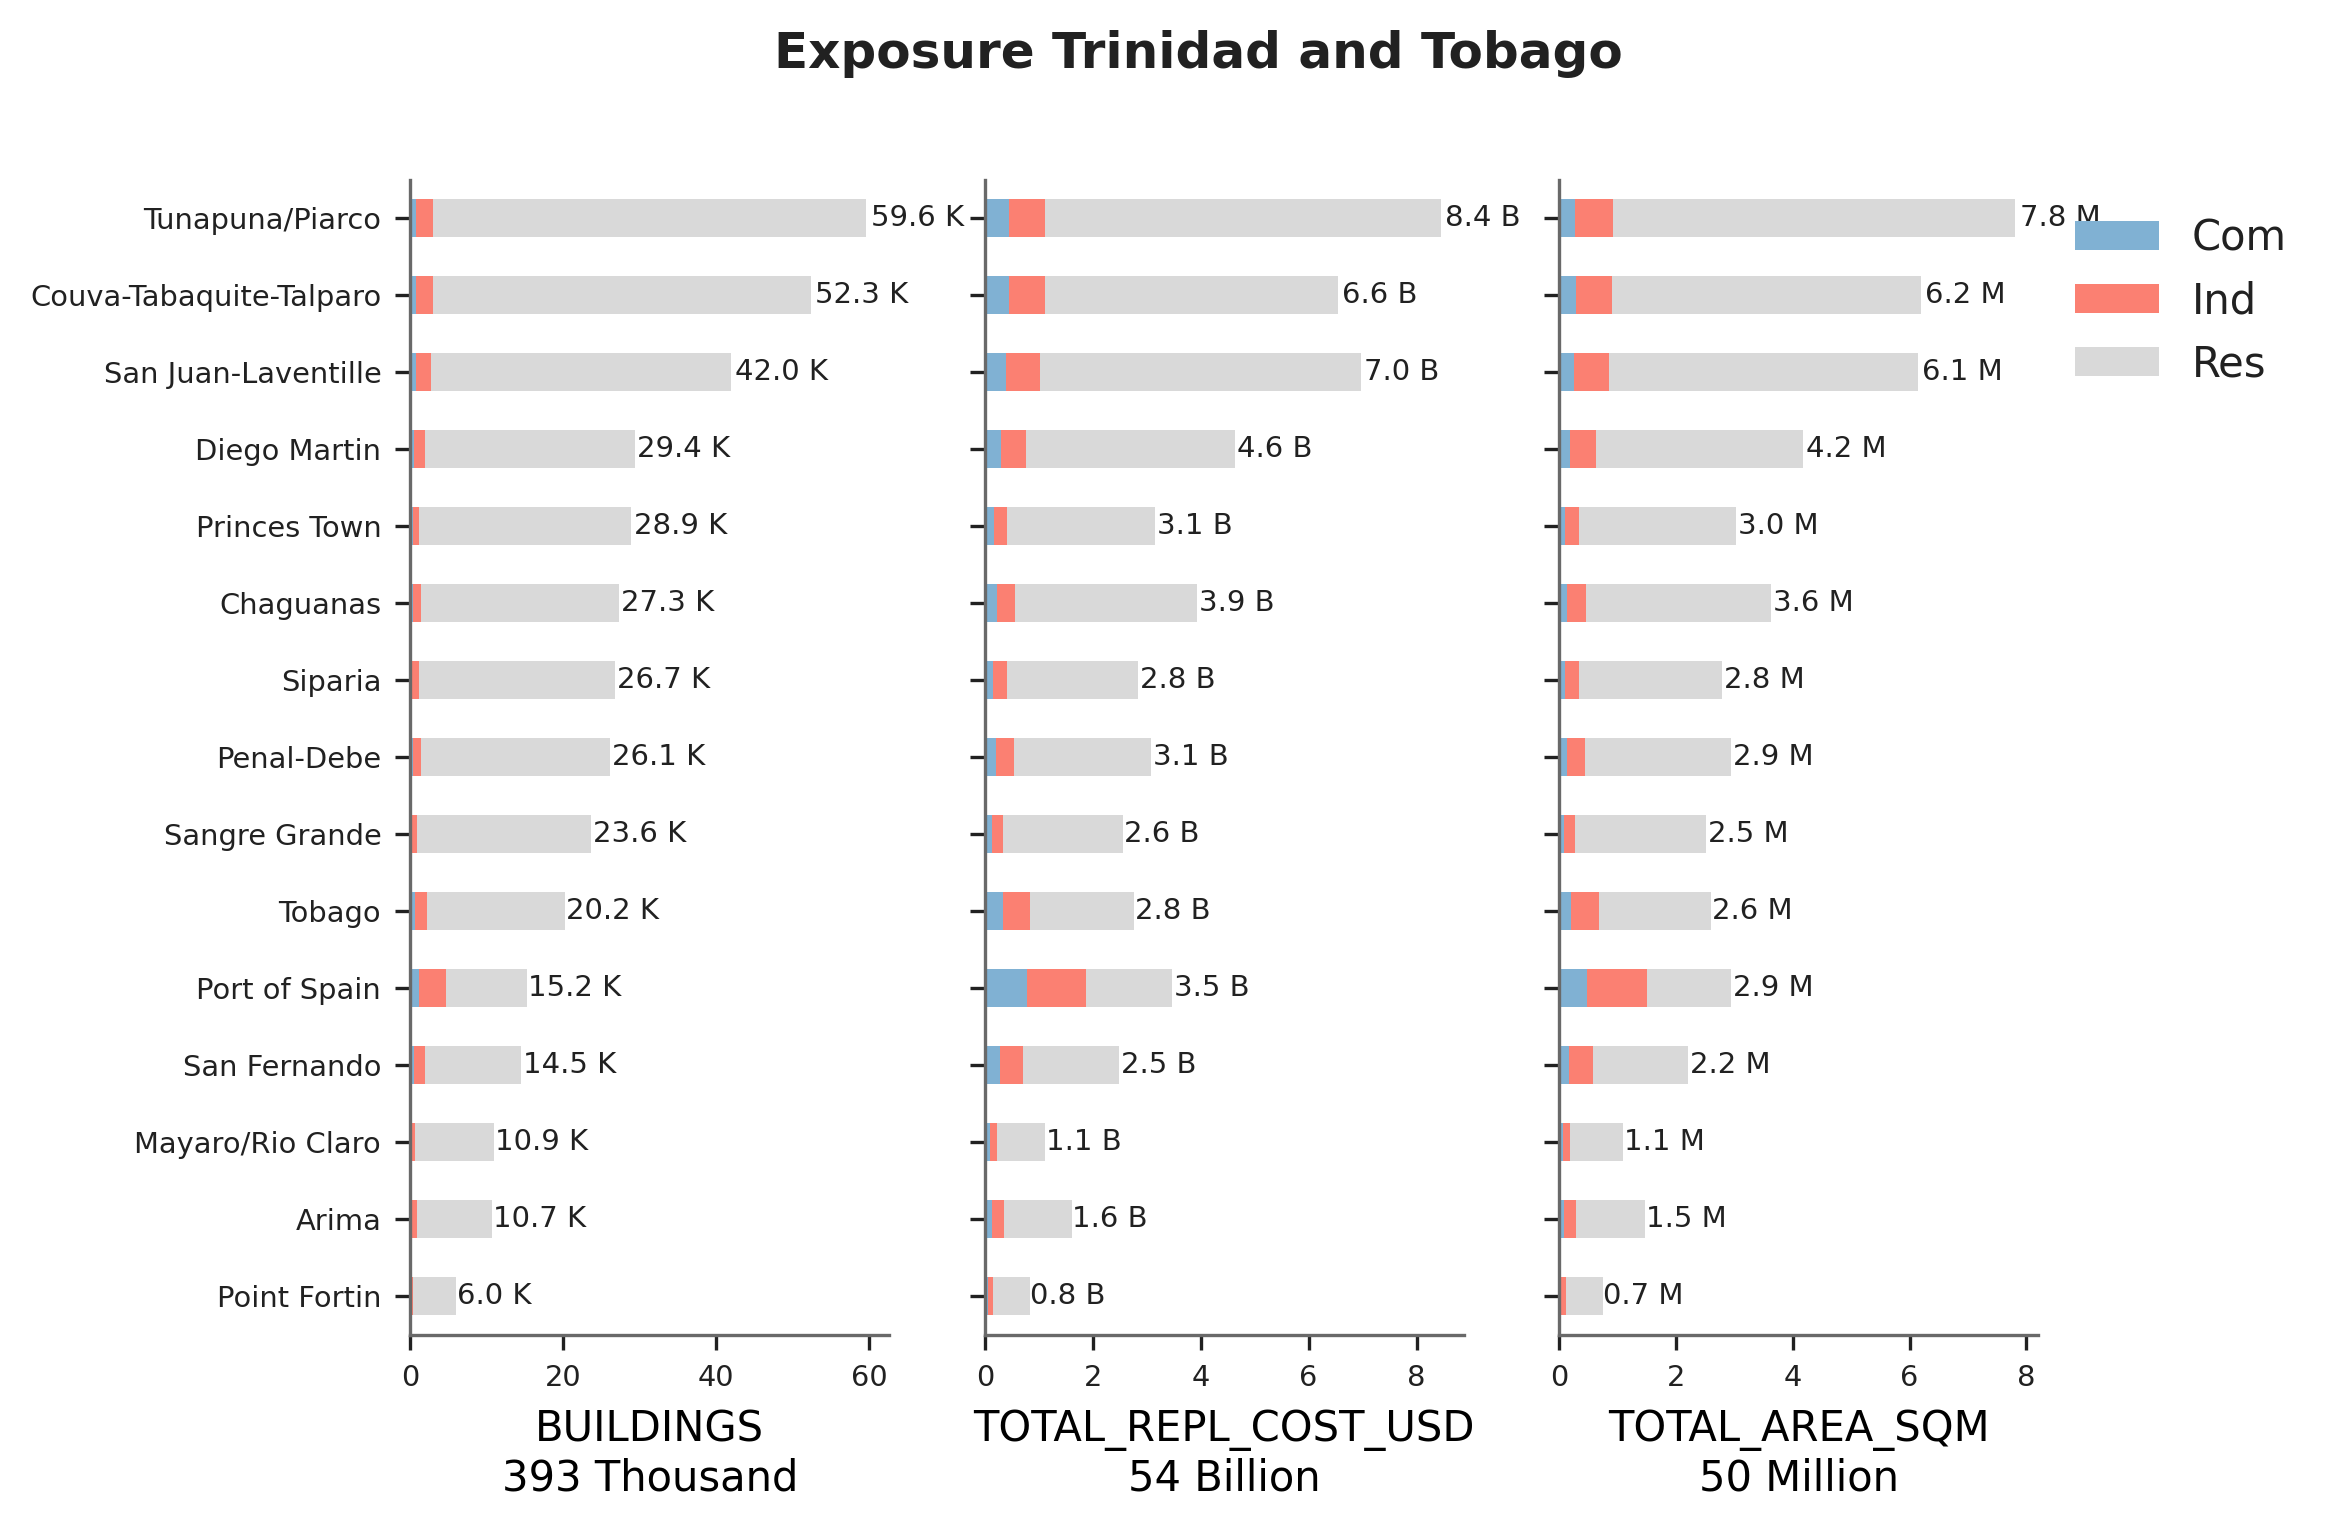 Exposure Trinidad and Tobago
Tunapuna/Piarco 59.6 K 8.4 B 7.8 M
Couva-Tabaquite-Talparo 52.3 K 6.6 B 6.2 M
San Juan-Laventille 42.0 K 7.0 B 6.1 M
Diego Martin 29.4 K 4.6 B 4.2 M
Princes Town 28.9 K 3.1 B 3.0 M
Chaguanas 27.3 K 3.9 B 3.6 M
Siparia 26.7 K 2.8 B 2.8 M
Penal-Debe 26.1 K 3.1 B 2.9 M
Sangre Grande 23.6 K 2.6 B 2.5 M
Tobago 20.2 K 2.8 B 2.6 M
Port of Spain 15.2 K 3.5 B 2.9 M
San Fernando 14.5 K 2.5 B 2.2 M
Mayaro/Rio Claro 10.9 K 1.1 B 1.1 M
Arima 10.7 K 1.6 B 1.5 M
Point Fortin 6.0 K 0.8 B 0.7 M
0 20 40 60 0 2 4 6 8 0 2 4 6 8
BUILDINGS TOTAL_REPL_COST_USD TOTAL_AREA_SQM
393 Thousand 54 Billion 50 Million
Com
Ind
Res